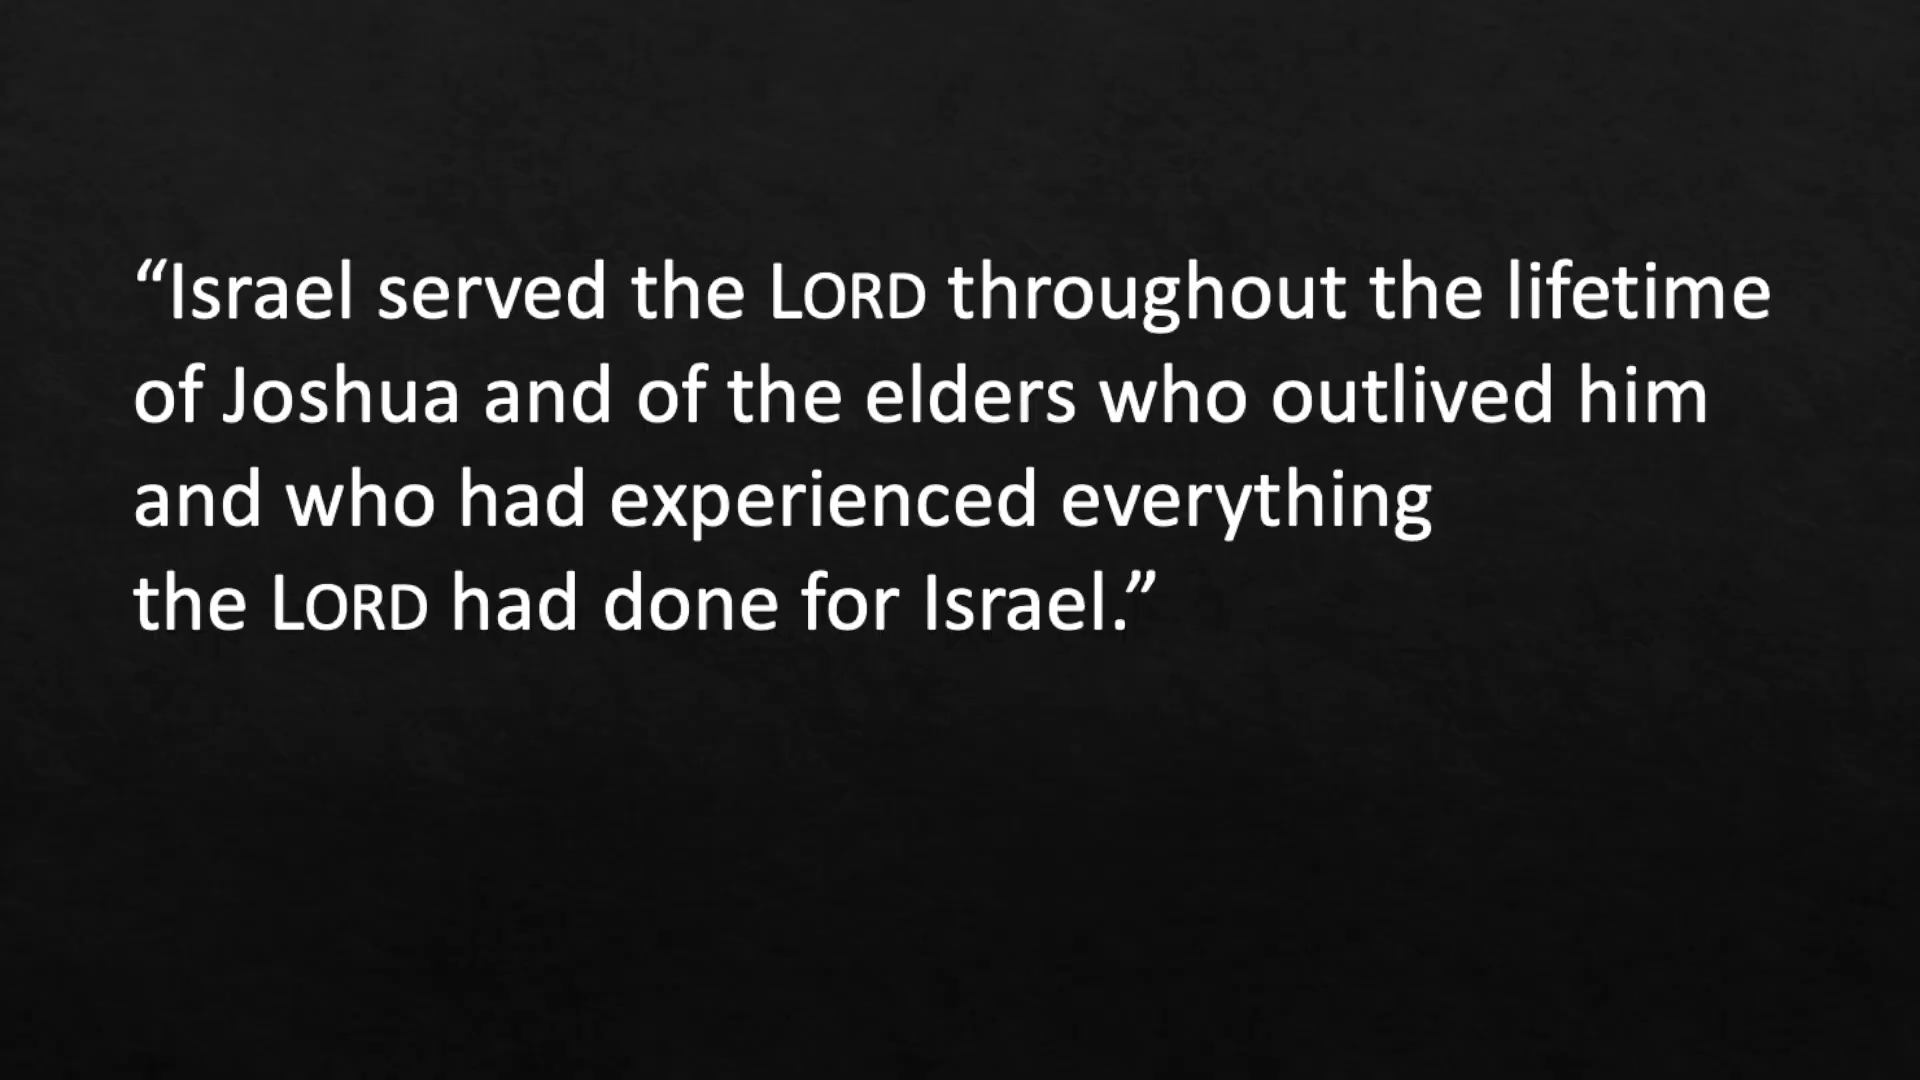 “Israel served the LORD throughout the lifetime
of Joshua and of the elders who outlived him
and who had experienced everything
the LORD had done for Israel.”